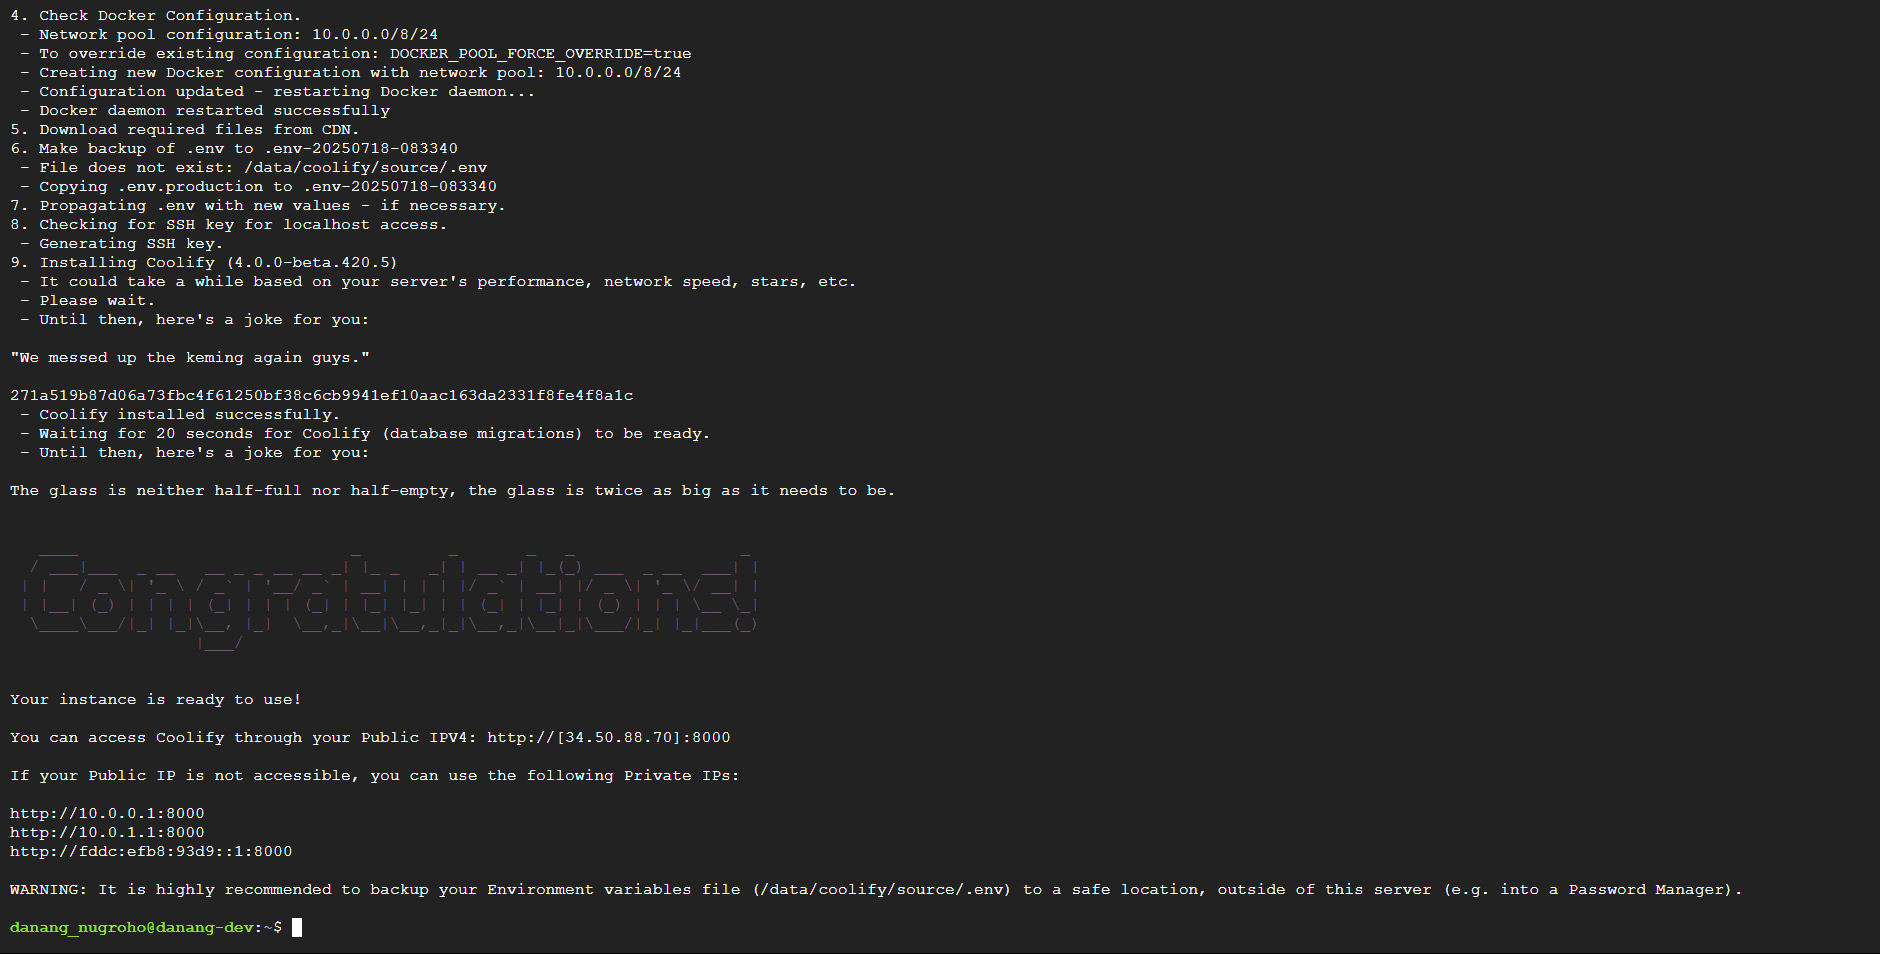 4. Check Docker Configuration.
 - Network pool configuration: 10.0.0.0/8/24
 - To override existing configuration: DOCKER_POOL_FORCE_OVERRIDE=true
 - Creating new Docker configuration with network pool: 10.0.0.0/8/24
 - Configuration updated - restarting Docker daemon...
 - Docker daemon restarted successfully
5. Download required files from CDN.
6. Make backup of .env to .env-20250718-083340
 - File does not exist: /data/coolify/source/.env
 - Copying .env.production to .env-20250718-083340
7. Propagating .env with new values - if necessary.
8. Checking for SSH key for localhost access.
 - Generating SSH key.
9. Installing Coolify (4.0.0-beta.420.5)
 - It could take a while based on your server's performance, network speed, stars, etc.
 - Please wait.
 - Until then, here's a joke for you:
"We messed up the keming again guys."
271a519b87d06a73fbc4f61250bf38c6cb9941ef10aac163da2331f8fe4f8a1c
 - Coolify installed successfully.
 - Waiting for 20 seconds for Coolify (database migrations) to be ready.
 - Until then, here's a joke for you:
The glass is neither half-full nor half-empty, the glass is twice as big as it needs to be.
Congratulations!
Your instance is ready to use!
You can access Coolify through your Public IPV4: http://[34.50.88.70]:8000
If your Public IP is not accessible, you can use the following Private IPs:
http://10.0.0.1:8000
http://10.0.1.1:8000
http://fddc:efb8:93d9::1:8000
WARNING: It is highly recommended to backup your Environment variables file (/data/coolify/source/.env) to a safe location, outside of this server (e.g. into a Password Manager).
danang_nugroho@danang-dev:~$